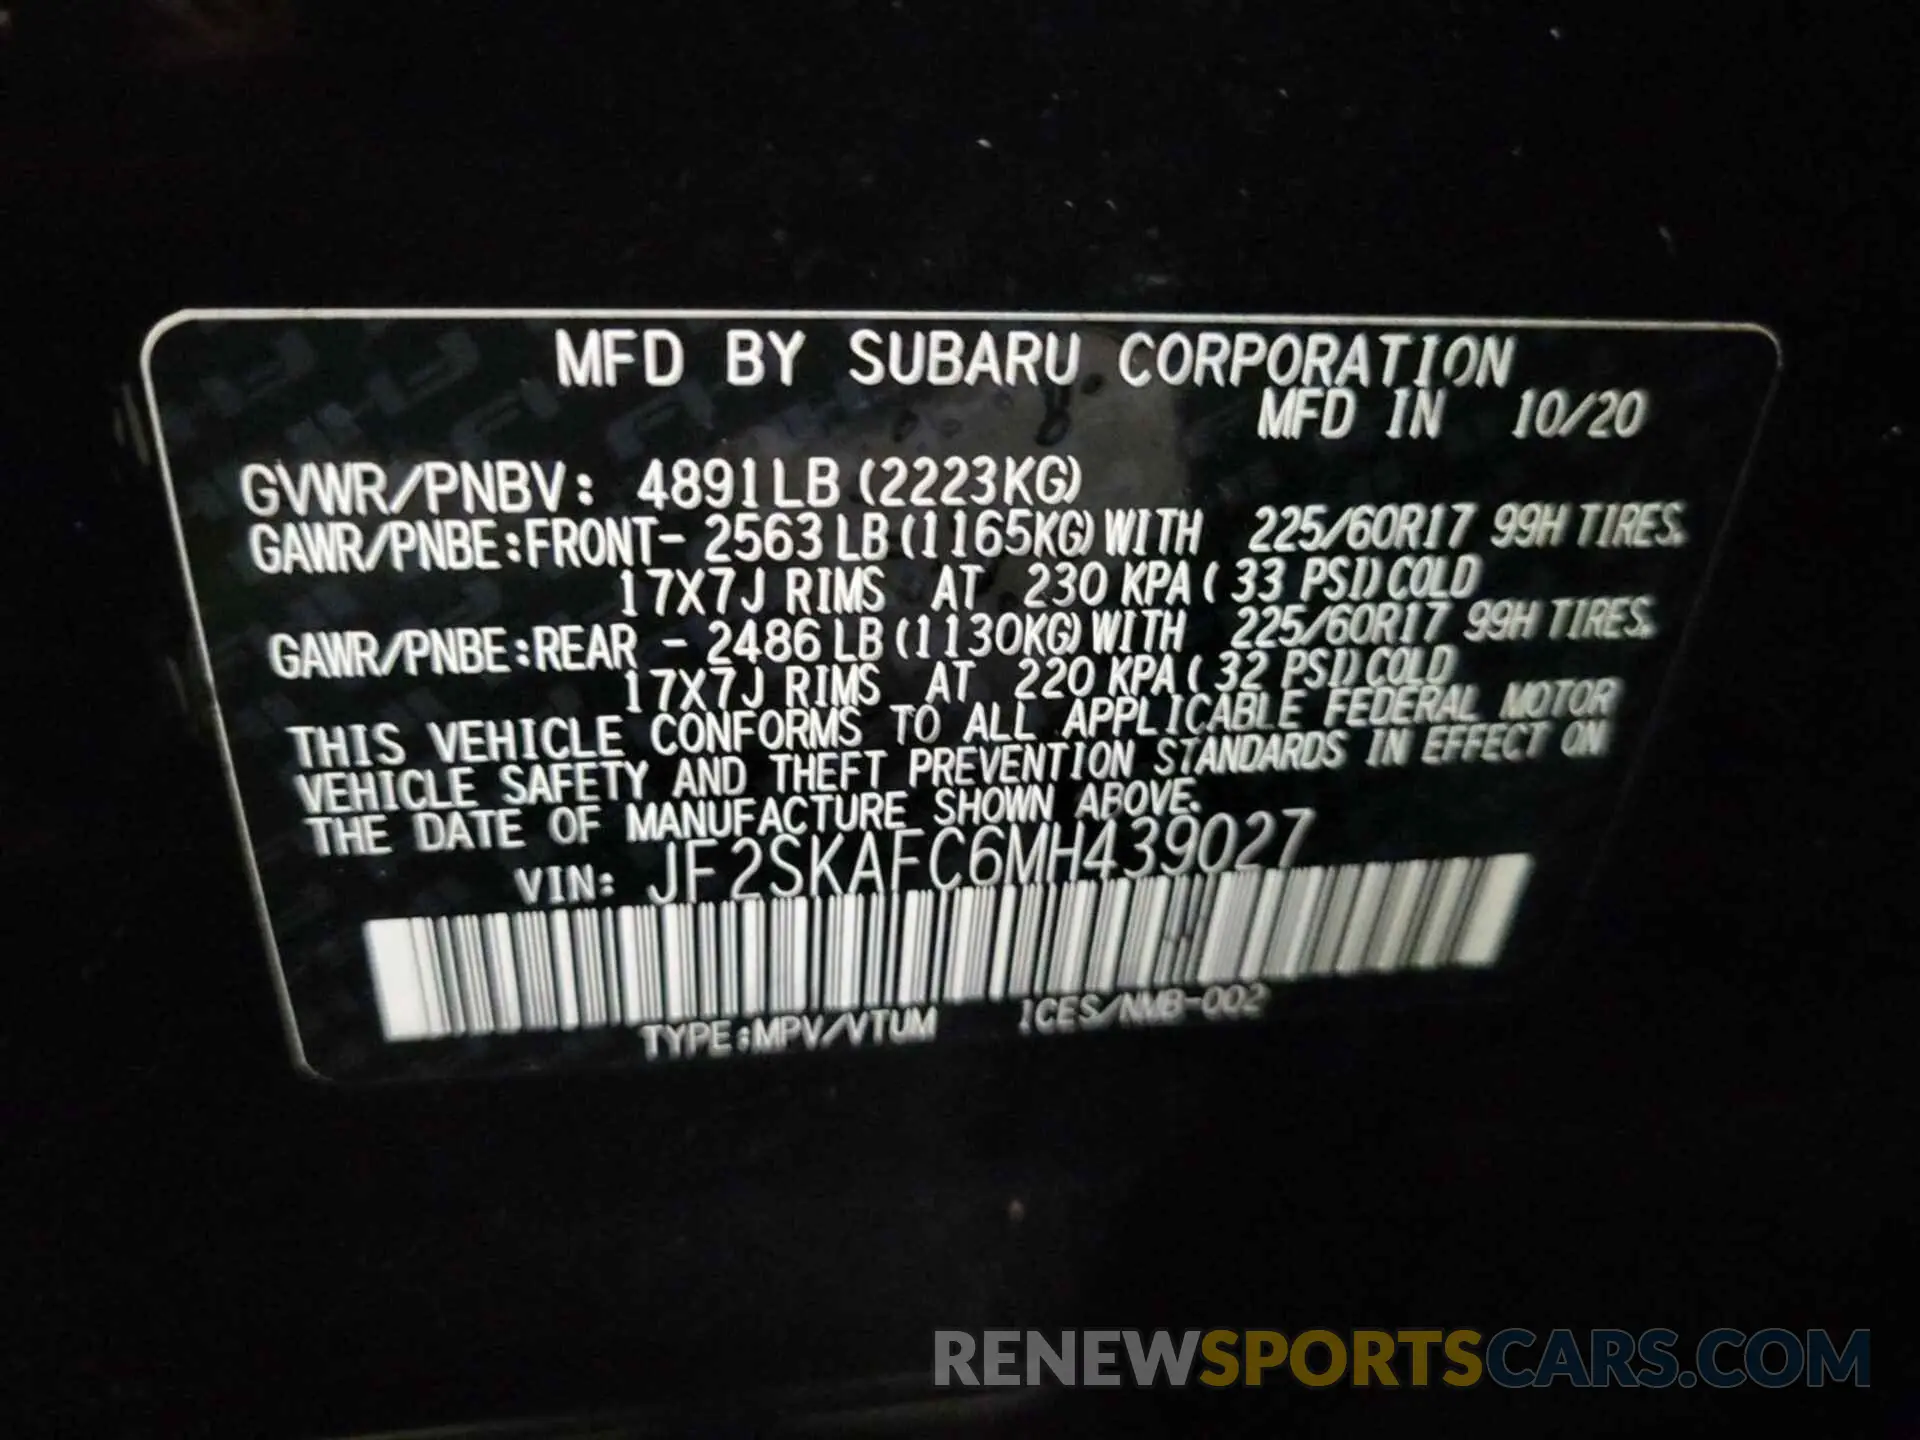 MFD BY SUBARU CORPORATION
MFD IN 10/20
GVWR/PNBV: 4891LB (2223KG)
GAWR/PNBE:FRONT- 2563 LB (1165KG) WITH 225/60R17 99H TIRES.
17X7J RIMS AT 230 KPA ( 33 PSI) COLD
GAWR/PNBE:REAR - 2486 LB (1130KG) WITH 225/60R17 99H TIRES.
17X7J RIMS AT 220 KPA ( 32 PSI) COLD
THIS VEHICLE CONFORMS TO ALL APPLICABLE FEDERAL MOTOR
VEHICLE SAFETY AND THEFT PREVENTION STANDARDS IN EFFECT ON
THE DATE OF MANUFACTURE SHOWN ABOVE.
VIN: JF2SKAFC6MH439027
TYPE:MPV/VTUM ICES/NMB-002
RENEWSPORTSCARS.COM